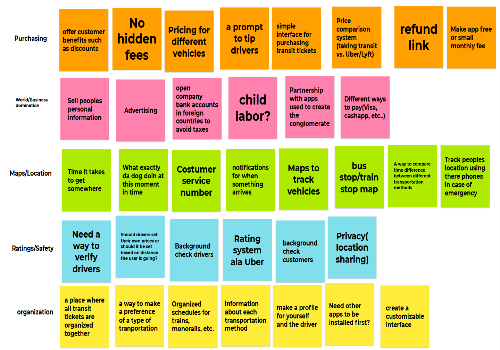 Purchasing
offer customer
benefits such
as discounts
No
hidden
fees
Pricing for
different
vehicles
a prompt
to tip
drivers
simple
interface for
purchasing
transit tickets
Price
comparison
system
(taking transit
vs. Uber/Lyft)
refund
link
Make app free
or small
monthly fee
World/Business
domination
Sell peoples
personal
information
Advertising
open
company
bank accounts
in foreign
countries to
avoid taxes
child
labor?
Partnership
with apps
used to create
the
conglomerate
Different ways
to pay(Visa,
cashapp, etc..)
Maps/Location
Time it takes
to get
somewhere
What exactly
da dog doin at
this moment
in time
Costumer
service
number
notifications
for when
something
arrives
Maps to
track
vehicles
bus
stop/train
stop map
A way to compare
time difference
between different
transportation
methods
Track peoples
location using
there phones
in case of
emergency
Ratings/Safety
Need a
way to
verify
drivers
Should drivers set
their own prices or
should it be set
based on distance
the user is going?
Background
check drivers
Rating
system
ala Uber
background
check
customers
Privacy(
location
sharing)
organization
a place where
all transit
tickets are
organized
together
a way to make
a preference
of a type of
tranportation
Organized
schedules for
trains,
monorails, etc.
Information
about each
transportation
method
make a profile
for yourself
and the driver
Need other
apps to be
installed first?
create a
customizable
interface